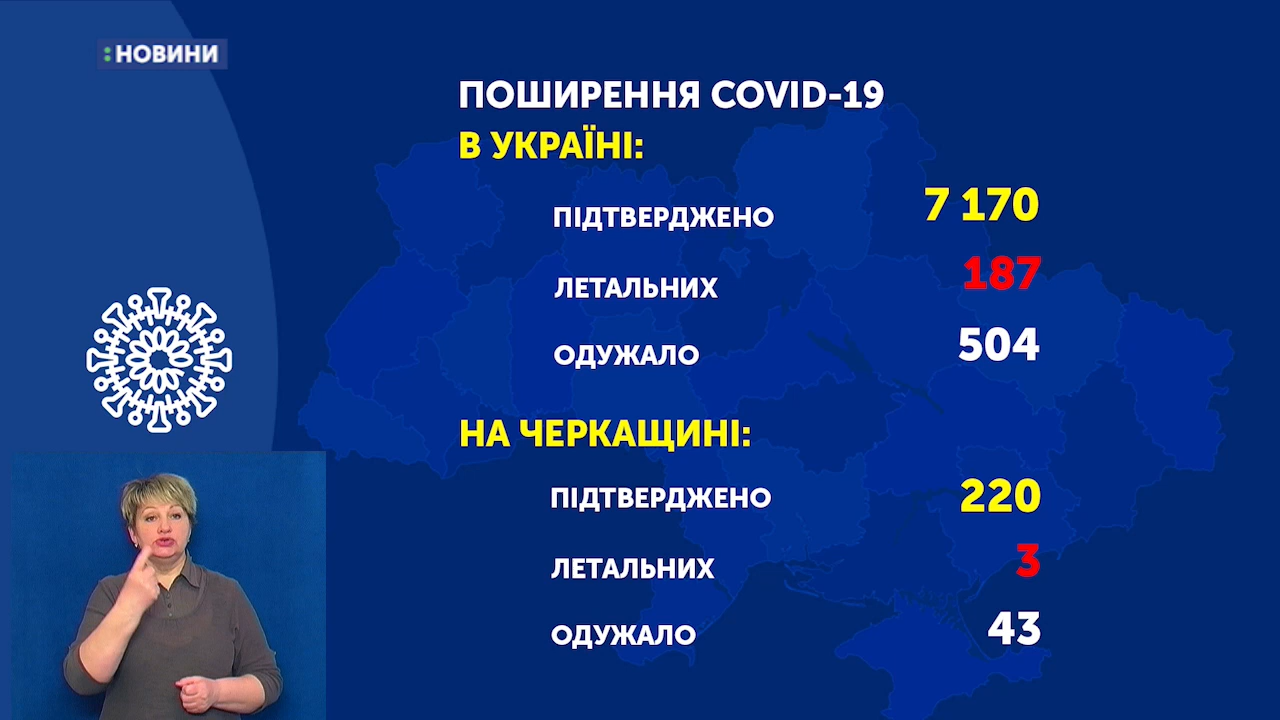 :НОВИНИ
ПОШИРЕННЯ COVID-19
В УКРАЇНІ:
ПІДТВЕРДЖЕНО 7 170
ЛЕТАЛЬНИХ 187
ОДУЖАЛО 504
НА ЧЕРКАЩИНІ:
ПІДТВЕРДЖЕНО 220
ЛЕТАЛЬНИХ 3
ОДУЖАЛО 43